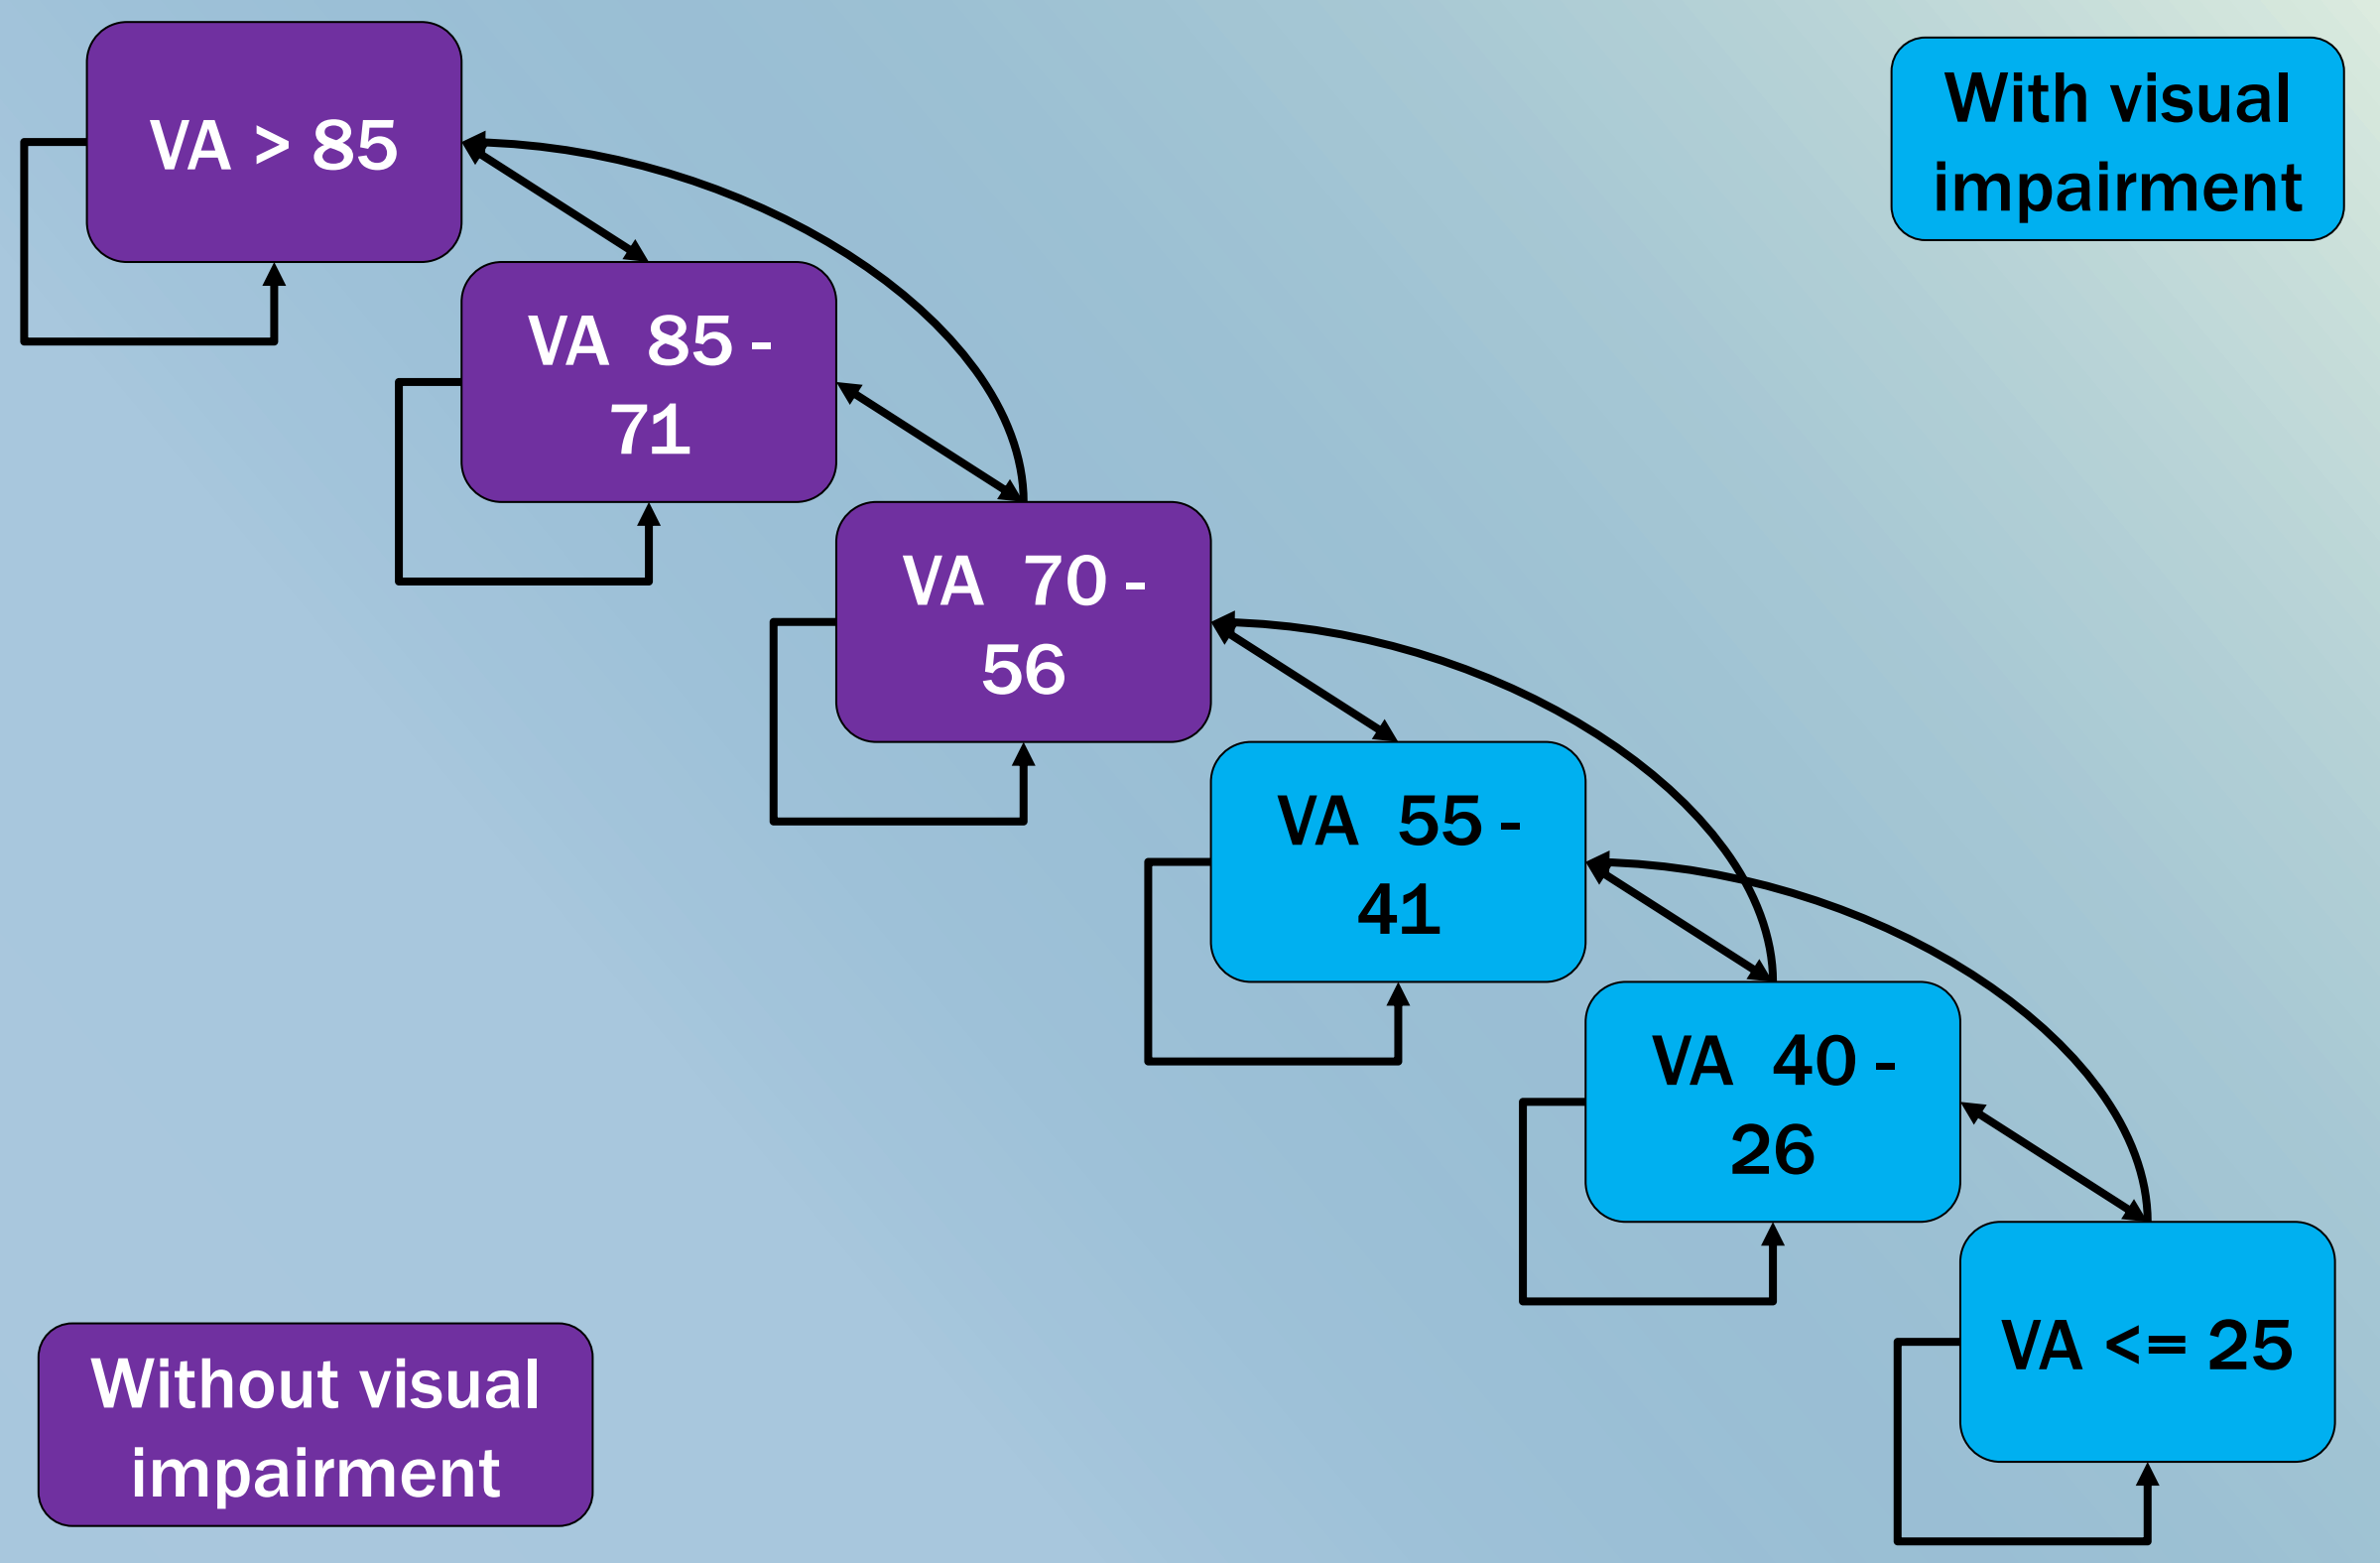 VA > 85
With visual
impairment
VA  85 -
71
VA  70 -
56
VA  55 -
41
VA  40 -
26
VA <= 25
Without visual
impairment